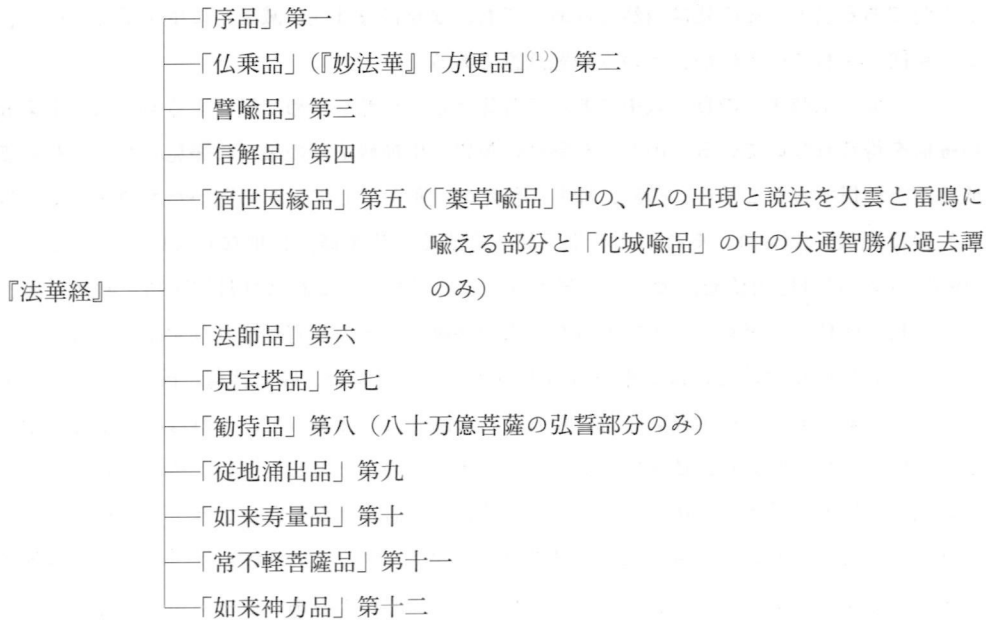 「序品」第一
「仏乗品」（『妙法華』「方便品」(1)）第二
「譬喩品」第三
「信解品」第四
「宿世因縁品」第五（「薬草喩品」中の、仏の出現と説法を大雲と雷鳴に
喩える部分と「化城喩品」の中の大通智勝仏過去譚
『法華経』
のみ）
「法師品」第六
「見宝塔品」第七
「勧持品」第八（八十万億菩薩の弘誓部分のみ）
「従地涌出品」第九
「如来寿量品」第十
「常不軽菩薩品」第十一
「如来神力品」第十二